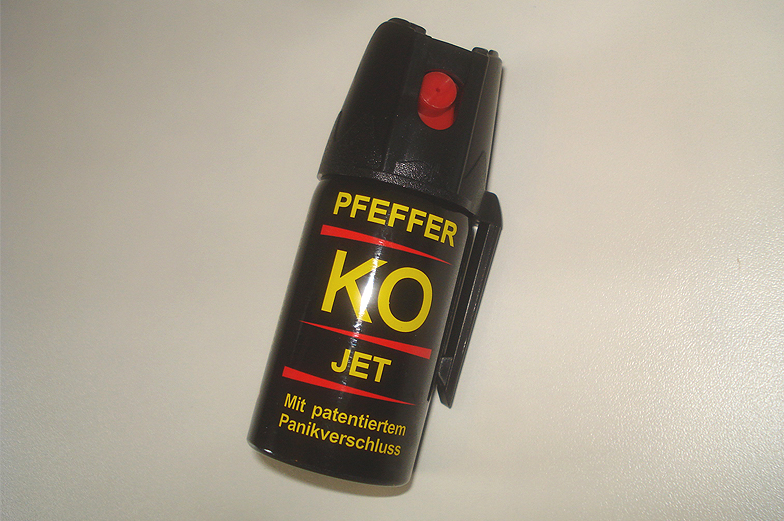 PFEFFER
KO
JET
Mit patentiertem
Panikverschluss